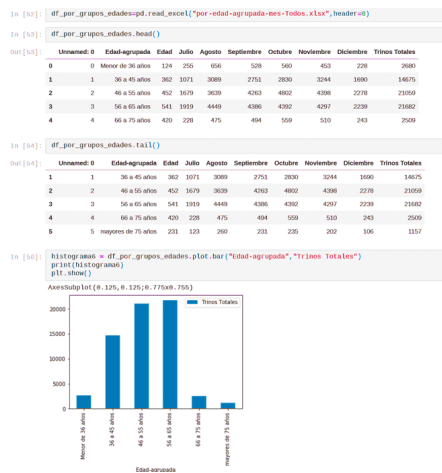 In [52]: df_por_grupos_edades=pd.read_excel("por-edad-agrupada-mes-Todos.xlsx",header=0)
In [53]: df_por_grupos_edades.head()
Out[53]:
Unnamed: 0 Edad-agrupada Edad Julio Agosto Septiembre Octubre Noviembre Diciembre Trinos Totales
0 0 Menor de 36 años 124 255 656 528 560 453 228 2680
1 1 36 a 45 años 362 1071 3089 2751 2830 3244 1690 14675
2 2 46 a 55 años 452 1679 3639 4263 4802 4398 2278 21059
3 3 56 a 65 años 541 1919 4449 4386 4392 4297 2239 21682
4 4 66 a 75 años 420 228 475 494 559 510 243 2509
In [54]: df_por_grupos_edades.tail()
Out[54]:
Unnamed: 0 Edad-agrupada Edad Julio Agosto Septiembre Octubre Noviembre Diciembre Trinos Totales
1 1 36 a 45 años 362 1071 3089 2751 2830 3244 1690 14675
2 2 46 a 55 años 452 1679 3639 4263 4802 4398 2278 21059
3 3 56 a 65 años 541 1919 4449 4386 4392 4297 2239 21682
4 4 66 a 75 años 420 228 475 494 559 510 243 2509
5 5 mayores de 75 años 231 123 260 231 235 202 106 1157
histograma6 = df_por_grupos_edades.plot.bar("Edad-agrupada","Trinos Totales")
print(histograma6)
plt.show()
AxesSubplot(0.125,0.125;0.775x0.755)
Trinos Totales
20000
15000
10000
5000
0
Menor de 36 años
36 a 45 años
46 a 55 años
56 a 65 años
66 a 75 años
mayores de 75 años
Edad-agrupada